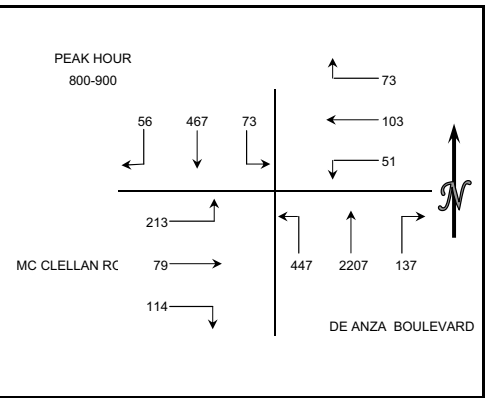 PEAK HOUR
800-900
73
56 467 73
103
51
213
MC CLELLAN RC 79
447 2207 137
114
DE ANZA BOULEVARD
N